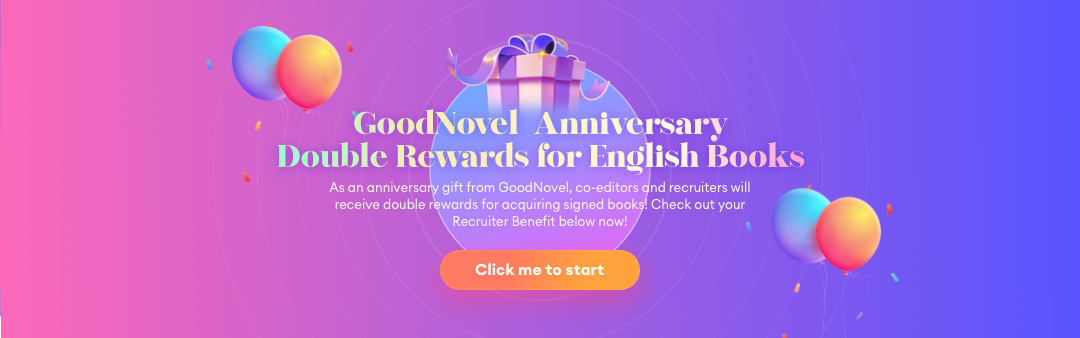 GoodNovel Anniversary
Double Rewards for English Books
As an anniversary gift from GoodNovel, co-editors and recruiters will
receive double rewards for acquiring signed books! Check out your
Recruiter Benefit below now!
Click me to start